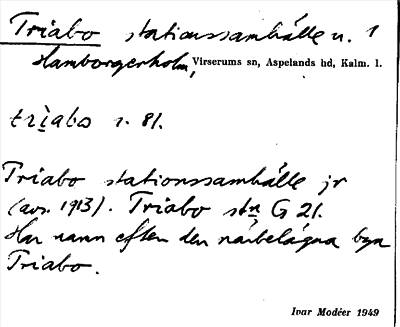 Triabo stationssamhälle u. 1
Hamborgerholm, Virserums sn, Aspelands hd, Kalm. l.
triabo s. 81.
Triabo stationssamhälle jr
(avs. 1913). Triabo stn G 21.
Har namn efter den närbelägna byn
Triabo.
Ivar Modéer 1949